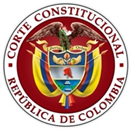 CORTE CONSTITUCIONAL
REPÚBLICA DE COLOMBIA